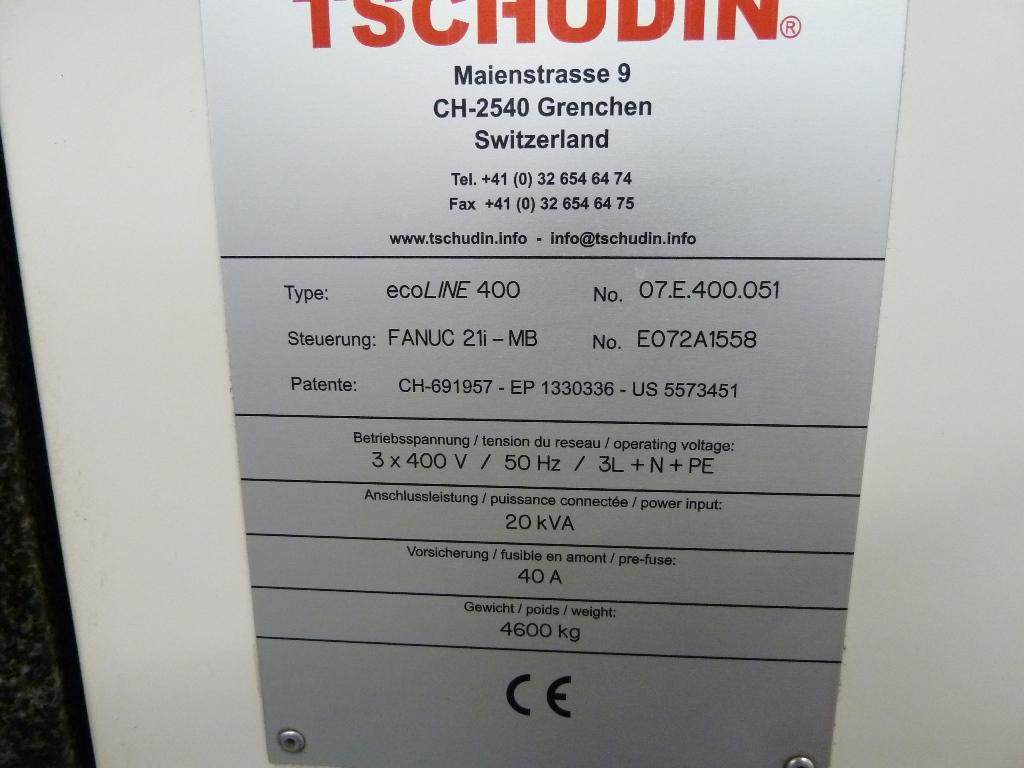 TSCHUDIN®
Maienstrasse 9
CH-2540 Grenchen
Switzerland
Tel. +41 (0) 32 654 64 74
Fax +41 (0) 32 654 64 75
www.tschudin.info - info@tschudin.info
Type: ecoLINE 400 No. 07.E.400.051
Steuerung: FANUC 21i – MB No. E072A1558
Patente: CH-691957 - EP 1330336 - US 5573451
Betriebsspannung / tension du reseau / operating voltage:
3 x 400 V / 50 Hz / 3L + N + PE
Anschlussleistung / puissance connectée / power input:
20 kVA
Vorsicherung / fusible en amont / pre-fuse:
40 A
Gewicht / poids / weight:
4600 kg
CE